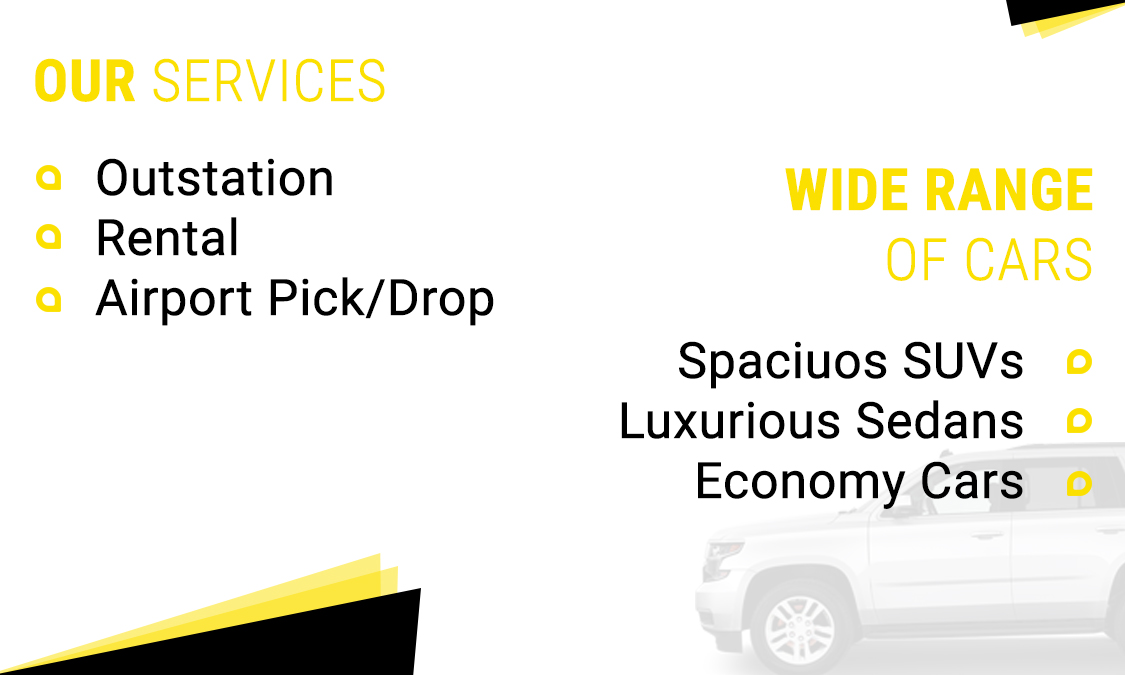 OUR SERVICES
Outstation
Rental
Airport Pick/Drop
WIDE RANGE
OF CARS
Spaciuos SUVs
Luxurious Sedans
Economy Cars